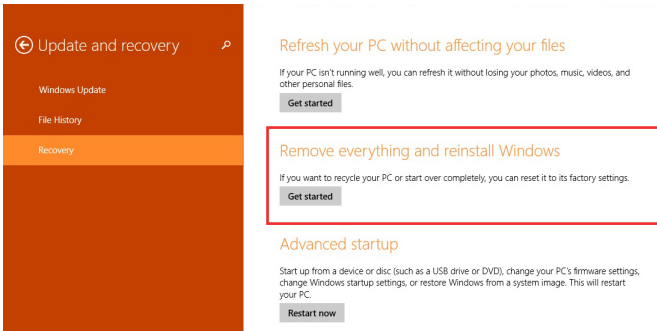 Update and recovery
Windows Update
File History
Recovery
Refresh your PC without affecting your files
If your PC isn't running well, you can refresh it without losing your photos, music, videos, and
other personal files.
Get started
Remove everything and reinstall Windows
If you want to recycle your PC or start over completely, you can reset it to its factory settings.
Get started
Advanced startup
Start up from a device or disc (such as a USB drive or DVD), change your PC's firmware settings,
change Windows startup settings, or restore Windows from a system image. This will restart
your PC.
Restart now